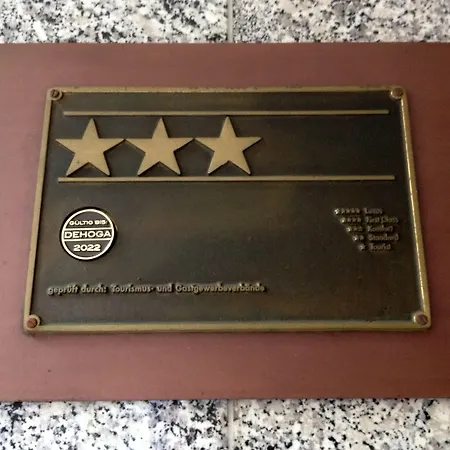 GÜLTIG BIS:
DEHOGA
2022
★★★★★ Luxus
★★★★ First Class
★★★ Komfort
★★ Standard
★ Tourist
geprüft durch: Tourismus- und Gastgewerbeverbände